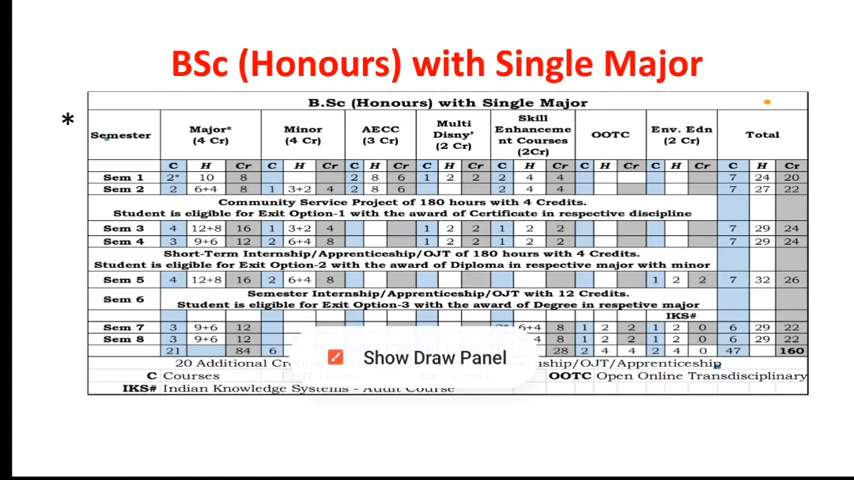 BSc (Honours) with Single Major
*
B.Sc (Honours) with Single Major
Semester Major* (4 Cr) Minor (4 Cr) AECC (3 Cr) Multi Disny' (2 Cr) Skill Enhanceme nt Courses (2Cr) OOTC Env. Edn (2 Cr) Total
C H Cr C H Cr C H Cr C H Cr C H Cr C H Cr C H Cr C H Cr
Sem 1 2* 10 8 2 8 6 1 2 2 2 4 4 7 24 20
Sem 2 2 6+4 8 1 3+2 4 2 8 6 2 4 4 7 27 22
Community Service Project of 180 hours with 4 Credits.
Student is eligible for Exit Option-1 with the award of Certificate in respective discipline
Sem 3 4 12+8 16 1 3+2 4 1 2 2 1 2 2 7 29 24
Sem 4 3 9+6 12 2 6+4 8 1 2 2 1 2 2 7 29 24
Short-Term Internship/Apprenticeship/OJT of 180 hours with 4 Credits.
Student is eligible for Exit Option-2 with the award of Diploma in respective major with minor
Sem 5 4 12+8 16 2 6+4 8 1 2 2 7 32 26
Sem 6 Semester Internship/Apprenticeship/OJT with 12 Credits.
Student is eligible for Exit Option-3 with the award of Degree in respetive major
IKS#
Sem 7 3 9+6 12 6+4 8 1 2 2 1 2 0 6 29 22
Sem 8 3 9+6 12 8 1 2 2 1 2 0 6 29 22
21 84 6 28 2 4 4 2 4 0 47 160
Show Draw Panel
20 Additional Cre nship/OJT/Apprenticeship
C Courses OOTC Open Online Transdisciplinary
IKS# Indian Knowledge Systems - Audit Course